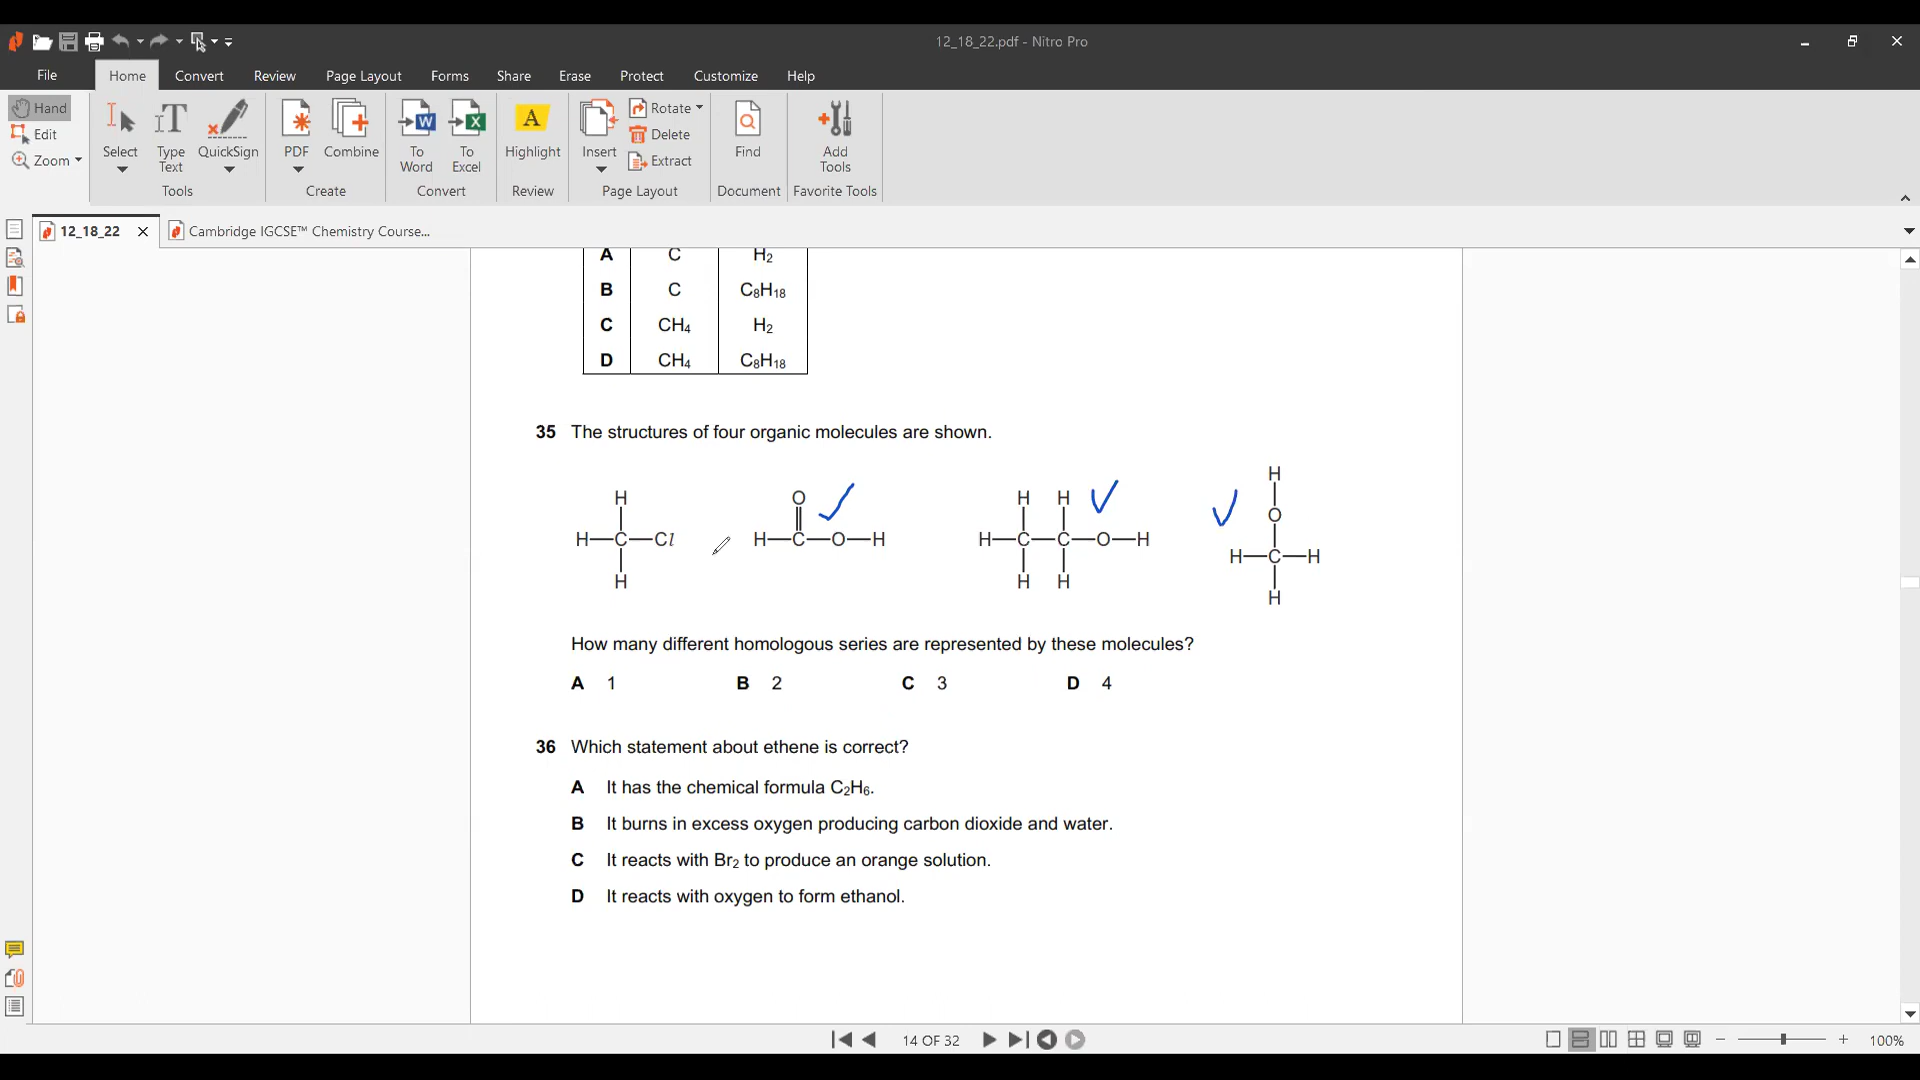 12_18_22.pdf - Nitro Pro
File Home Convert Review Page Layout Forms Share Erase Protect Customize Help
Hand
Edit
Zoom
Select
Type Text
QuickSign
Tools
PDF
Combine
Create
To Word
To Excel
Convert
Highlight
Review
Insert
Rotate
Delete
Extract
Page Layout
Find
Document
Add Tools
Favorite Tools
12_18_22
Cambridge IGCSE™ Chemistry Course...
A C H₂
B C C₈H₁₈
C CH₄ H₂
D CH₄ C₈H₁₈
35 The structures of four organic molecules are shown.
H
H C Cl
H
O
H C O H
H H
H C C O H
H H
H
O
H C H
H
How many different homologous series are represented by these molecules?
A 1 B 2 C 3 D 4
36 Which statement about ethene is correct?
A It has the chemical formula C₂H₆.
B It burns in excess oxygen producing carbon dioxide and water.
C It reacts with Br₂ to produce an orange solution.
D It reacts with oxygen to form ethanol.
14 OF 32
100%